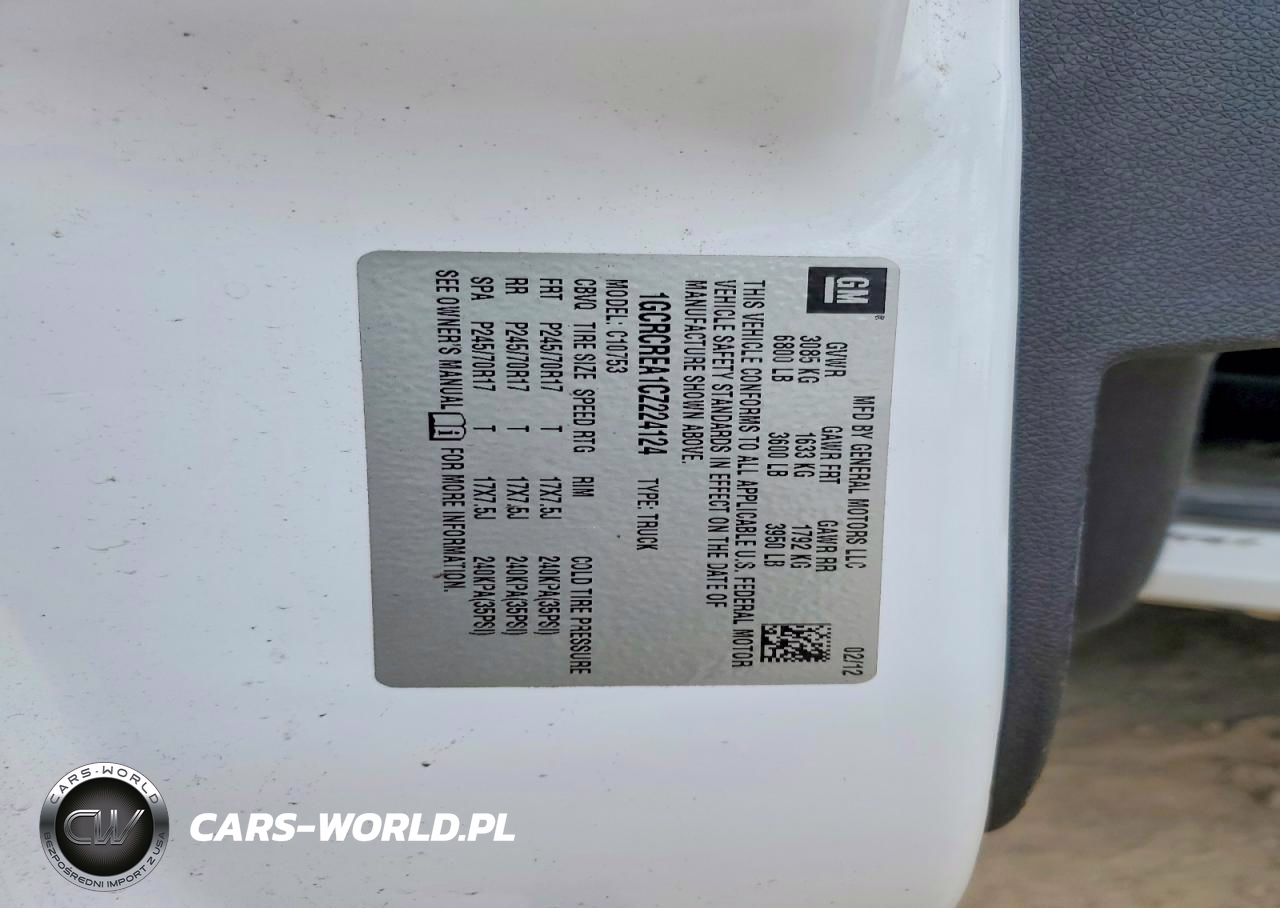 GM®
MFD BY GENERAL MOTORS LLC 02/12
GVWR GAWR FRT GAWR RR
3085 KG 1633 KG 1792 KG
6800 LB 3600 LB 3950 LB
THIS VEHICLE CONFORMS TO ALL APPLICABLE U.S. FEDERAL MOTOR
VEHICLE SAFETY STANDARDS IN EFFECT ON THE DATE OF
MANUFACTURE SHOWN ABOVE.
1GCRCREA1CZ224124 TYPE: TRUCK
MODEL: C10753
CBVQ TIRE SIZE SPEED RTG RIM COLD TIRE PRESSURE
FRT P245/70R17 T 17X7.5J 240KPA(35PSI)
RR P245/70R17 T 17X7.5J 240KPA(35PSI)
SPA P245/70R17 T 17X7.5J 240KPA(35PSI)
SEE OWNER'S MANUAL i FOR MORE INFORMATION.
CARS-WORLD
CW
BEZPOŚREDNI IMPORT Z USA
CARS-WORLD.PL